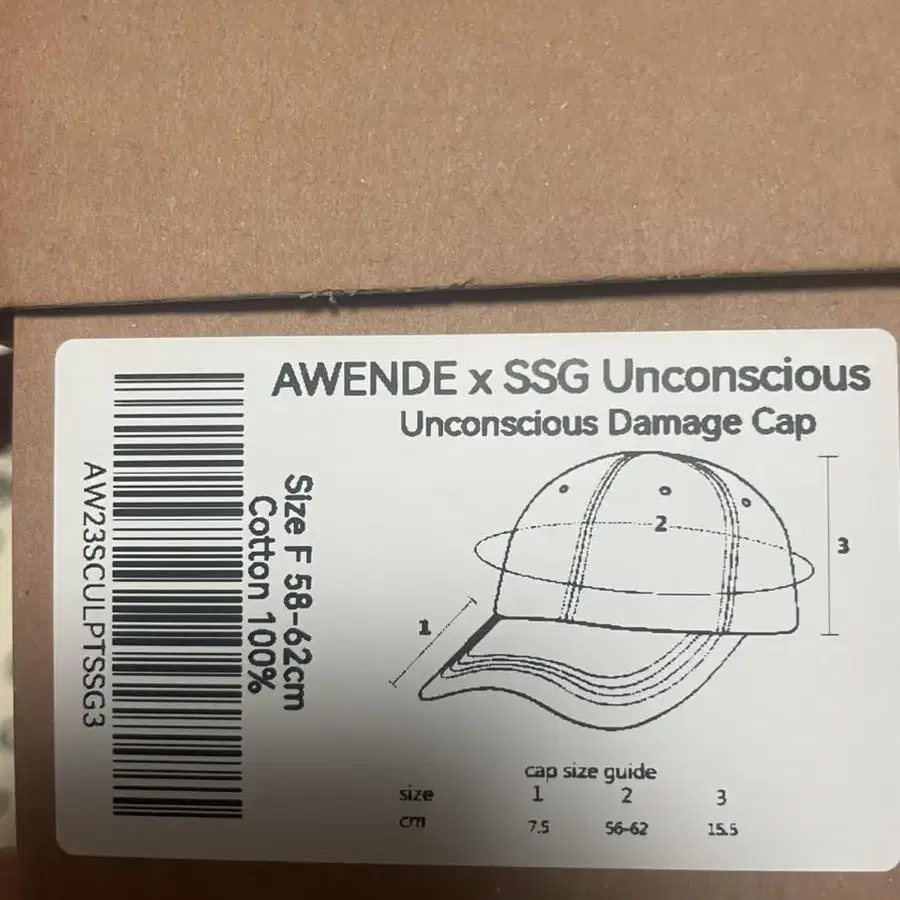 AWENDE x SSG Unconscious
Unconscious Damage Cap
AW23SCULPTSSG3
Size F 58-62cm
Cotton 100%
1
2
3
cap size guide
size 1 2 3
cm 7.5 56-62 15.5